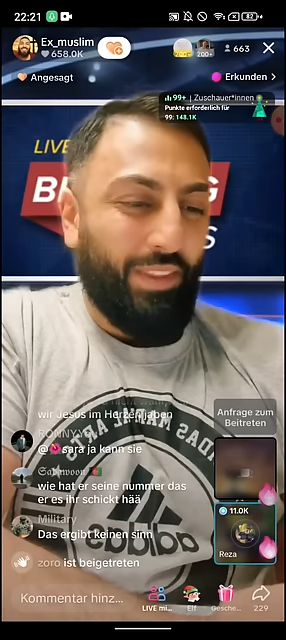 22:21
82
Ex_muslim
658.0K
200+
200+
663
Angesagt
Erkunden >
99+ | Zuschauer*innen
Punkte erforderlich für
99: 148.1K
LIVE
S
wir Jesus im Herzen haben
@sara ja kann sie
wie hat er seine nummer das
er es ihr schickt hää
Military
Das ergibt keinen sinn
zoro ist beigetreten
Anfrage zum
Beitreten
11.0K
Reza
adidas
Kommentar hinz...
LIVE mi...
Elf
Gesche...
229